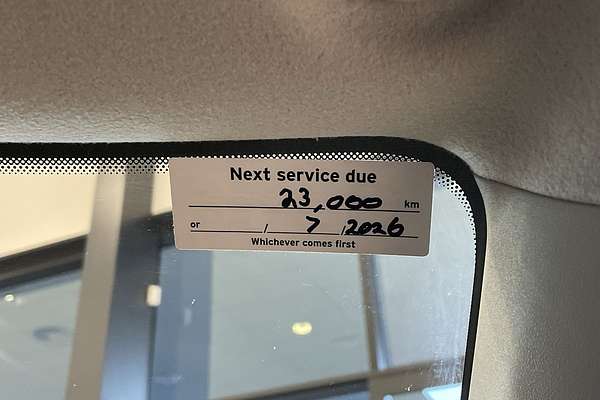 Next service due
23,000 km
or / 7 / 2026
Whichever comes first